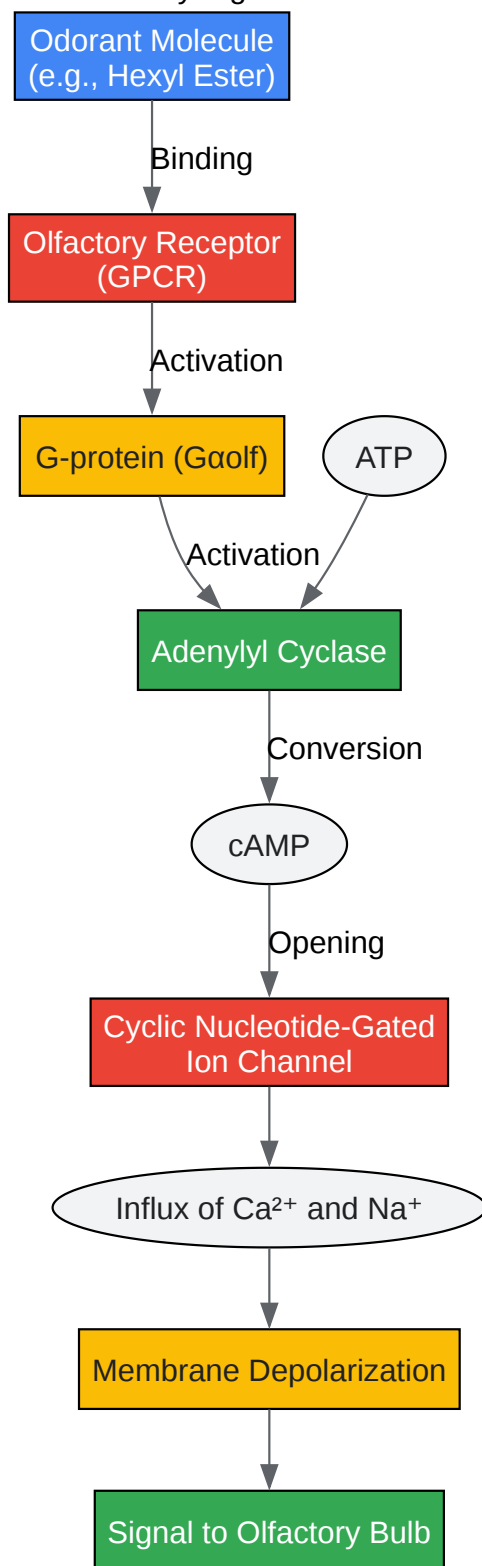 Odorant Molecule
(e.g., Hexyl Ester)
Binding
Olfactory Receptor
(GPCR)
Activation
G-protein (Gαolf)
ATP
Activation
Adenylyl Cyclase
Conversion
cAMP
Opening
Cyclic Nucleotide-Gated
Ion Channel
Influx of Ca²⁺ and Na⁺
Membrane Depolarization
Signal to Olfactory Bulb